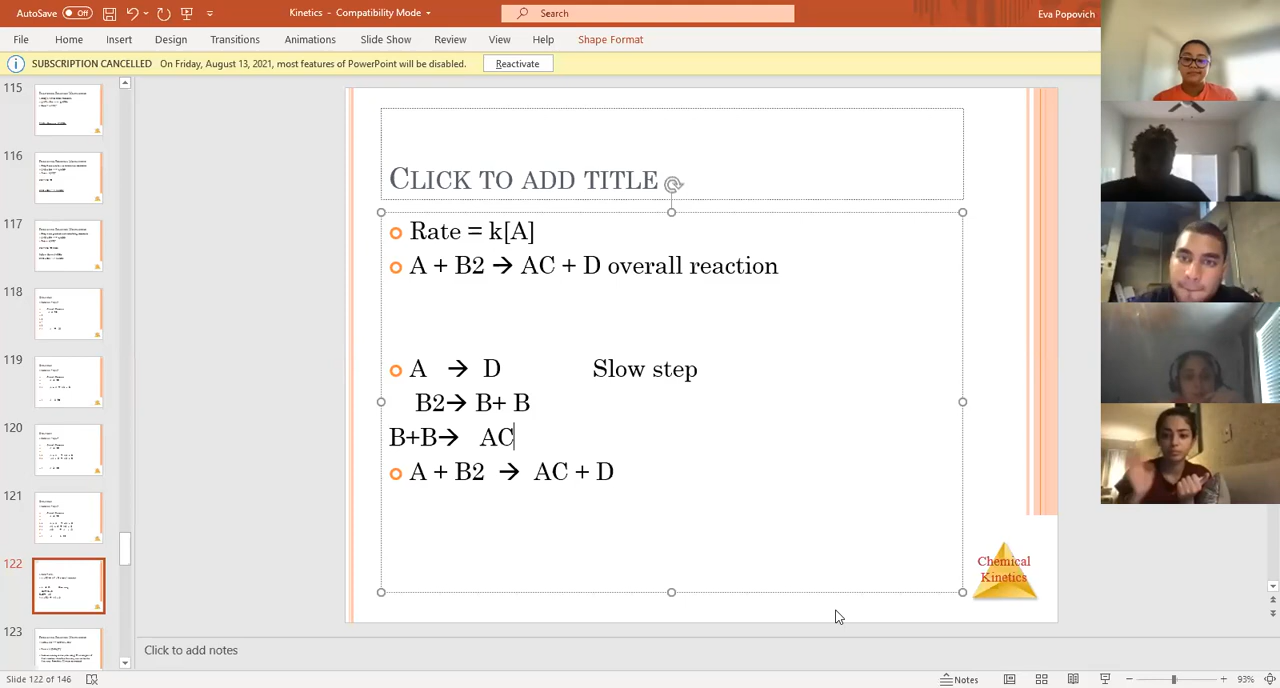 AutoSave Off Kinetics - Compatibility Mode Search Eva Popovich
File Home Insert Design Transitions Animations Slide Show Review View Help Shape Format
SUBSCRIPTION CANCELLED On Friday, August 13, 2021, most features of PowerPoint will be disabled. Reactivate
115
116
117
118
119
120
121
122
123
CLICK TO ADD TITLE
Rate = k[A]
A + B2 → AC + D overall reaction
A → D Slow step
B2→ B+ B
B+B→ AC
A + B2 → AC + D
Chemical
Kinetics
Click to add notes
Slide 122 of 146 Notes 93%